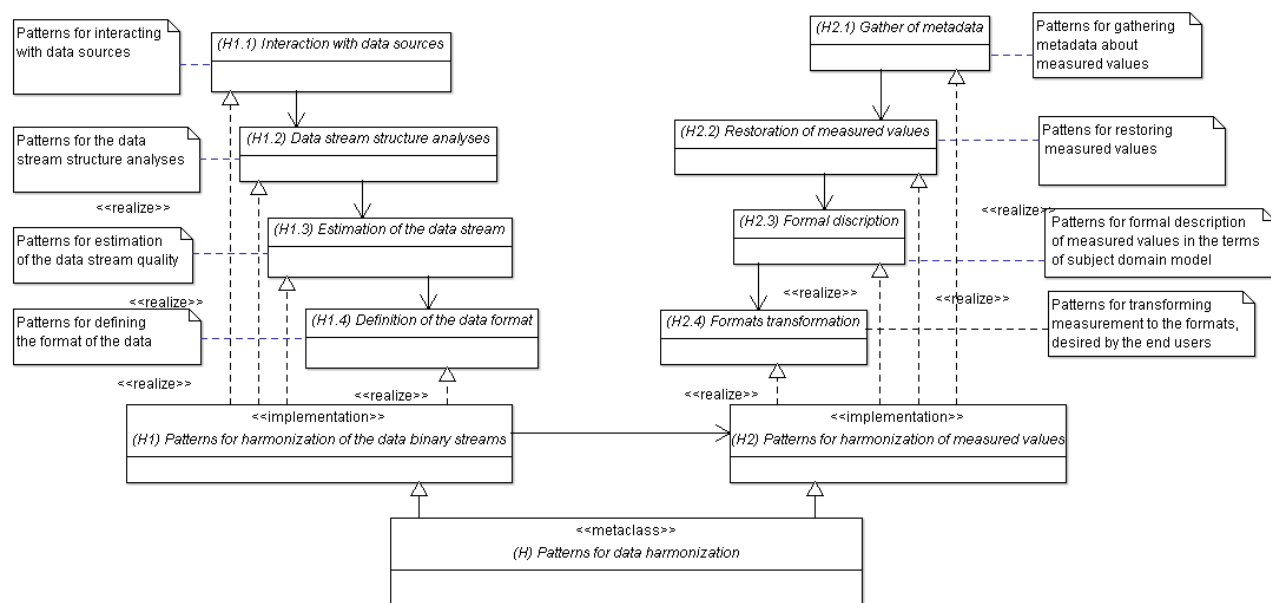 Patterns for interacting
with data sources
(H1.1) Interaction with data sources
(H2.1) Gather of metadata
Patterns for gathering
metadata about
measured values
Patterns for the data
stream structure analyses
(H1.2) Data stream structure analyses
(H2.2) Restoration of measured values
Pattens for restoring
measured values
<<realize>>
<<realize>>
Patterns for estimation
of the data stream quality
(H1.3) Estimation of the data stream
(H2.3) Formal discription
Patterns for formal description
of measured values in the terms
of subject domain model
<<realize>>
<<realize>>
<<realize>>
Patterns for defining
the format of the data
(H1.4) Definition of the data format
(H2.4) Formats transformation
Patterns for transforming
measurement to the formats,
desired by the end users
<<realize>>
<<realize>>
<<realize>>
<<implementation>>
(H1) Patterns for harmonization of the data binary streams
<<implementation>>
(H2) Patterns for harmonization of measured values
<<metaclass>>
(H) Patterns for data harmonization